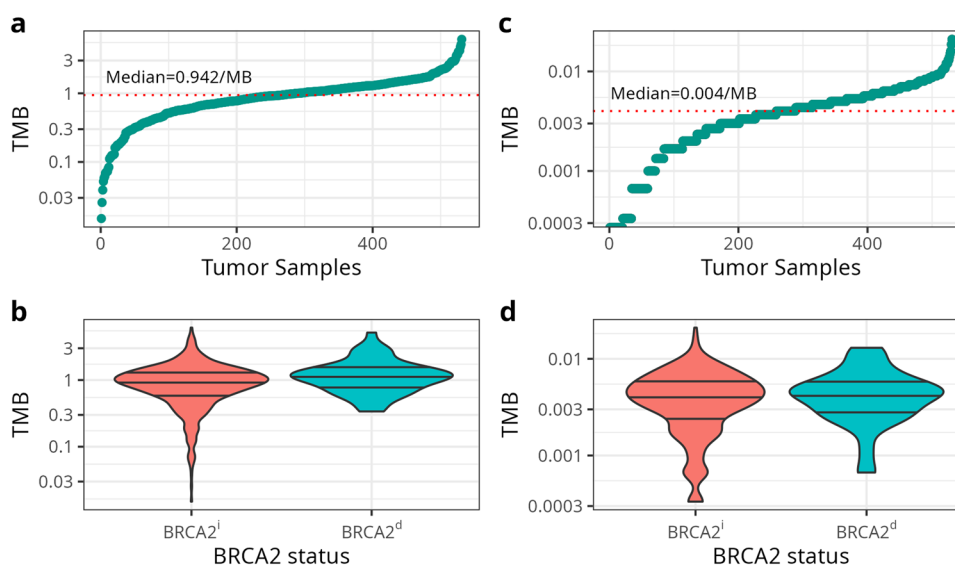 a
TMB
3
1
0.3
0.1
0.03
Median=0.942/MB
0
200
400
Tumor Samples
c
TMB
0.01
0.003
0.001
0.0003
Median=0.004/MB
0
200
400
Tumor Samples
b
TMB
3
1
0.3
0.1
0.03
BRCA2ⁱ
BRCA2ᵈ
BRCA2 status
d
TMB
0.01
0.003
0.001
0.0003
BRCA2ⁱ
BRCA2ᵈ
BRCA2 status